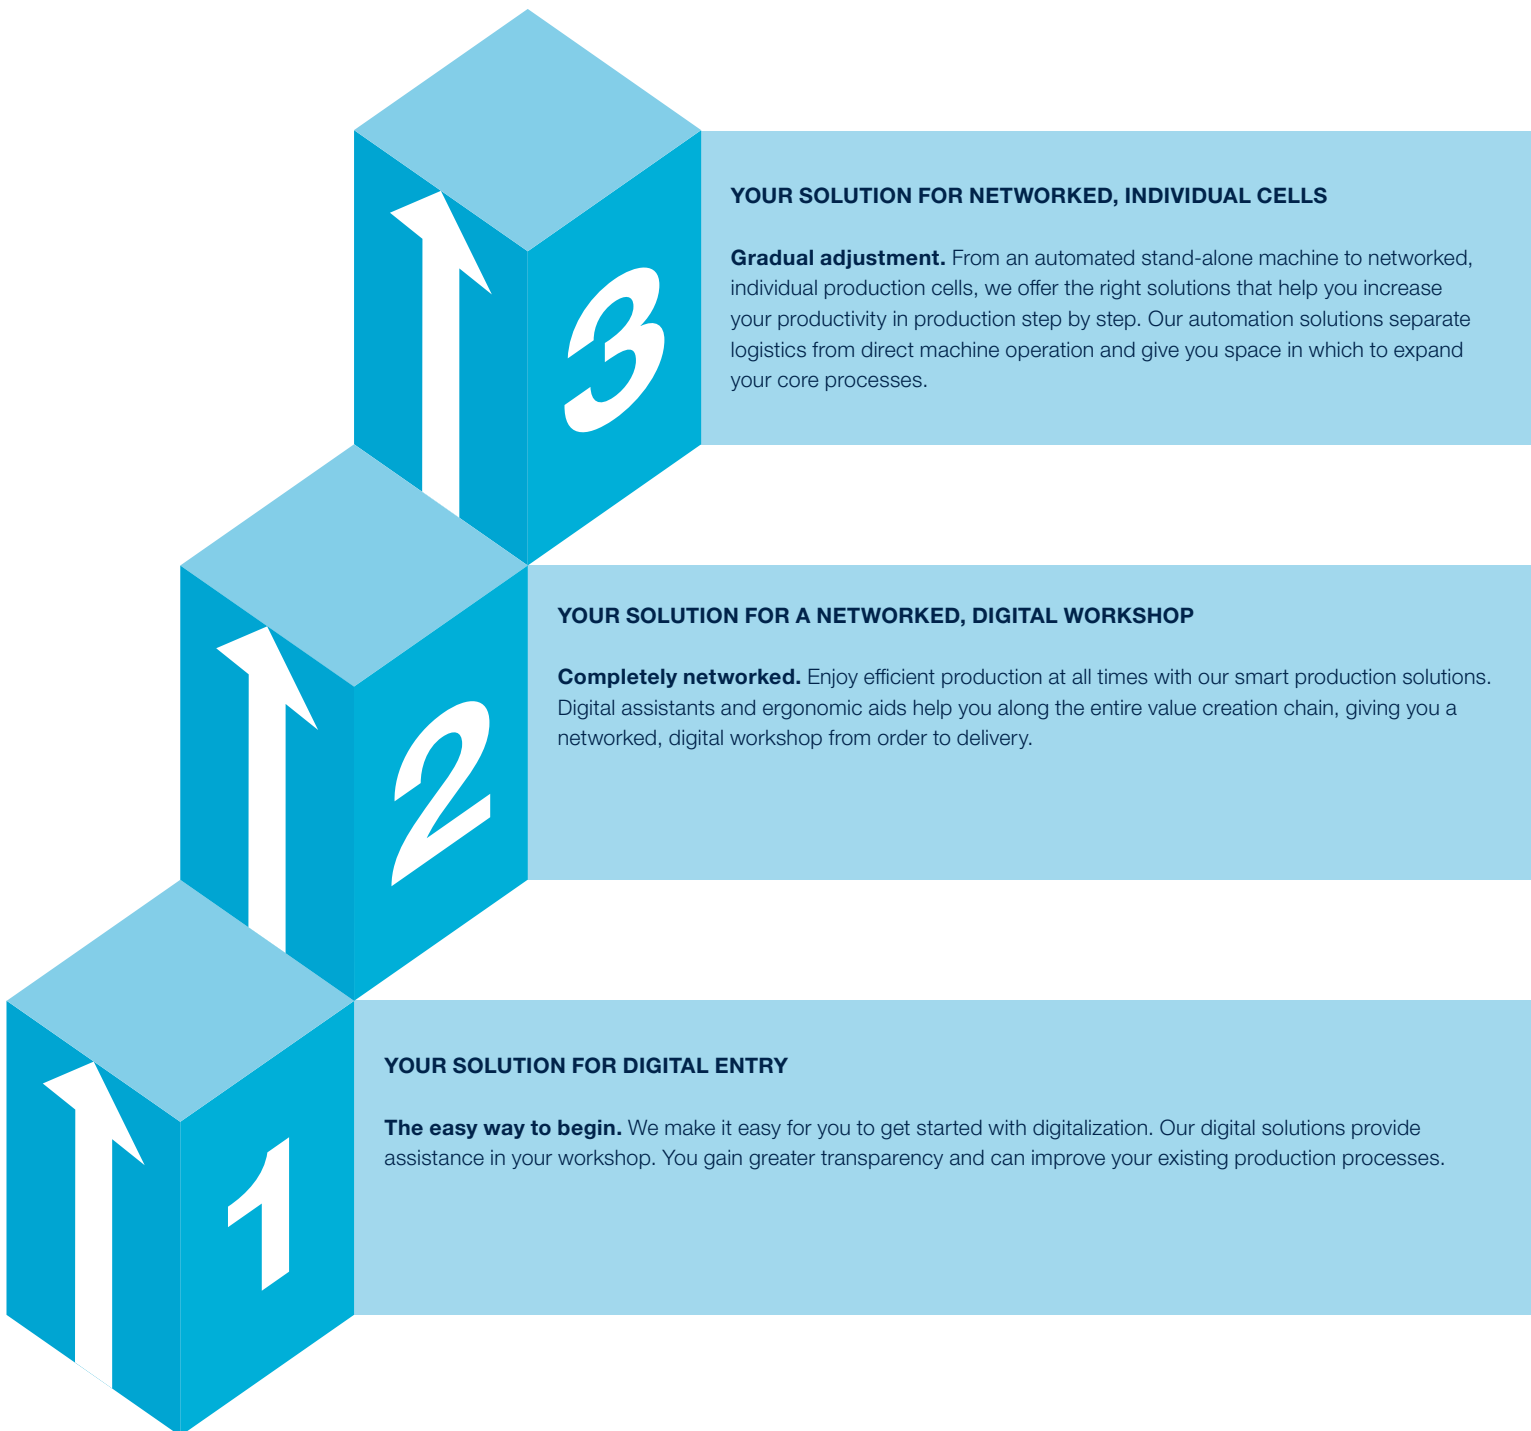 3
YOUR SOLUTION FOR NETWORKED, INDIVIDUAL CELLS
Gradual adjustment. From an automated stand-alone machine to networked,
individual production cells, we offer the right solutions that help you increase
your productivity in production step by step. Our automation solutions separate
logistics from direct machine operation and give you space in which to expand
your core processes.
2
YOUR SOLUTION FOR A NETWORKED, DIGITAL WORKSHOP
Completely networked. Enjoy efficient production at all times with our smart production solutions.
Digital assistants and ergonomic aids help you along the entire value creation chain, giving you a
networked, digital workshop from order to delivery.
1
YOUR SOLUTION FOR DIGITAL ENTRY
The easy way to begin. We make it easy for you to get started with digitalization. Our digital solutions provide
assistance in your workshop. You gain greater transparency and can improve your existing production processes.